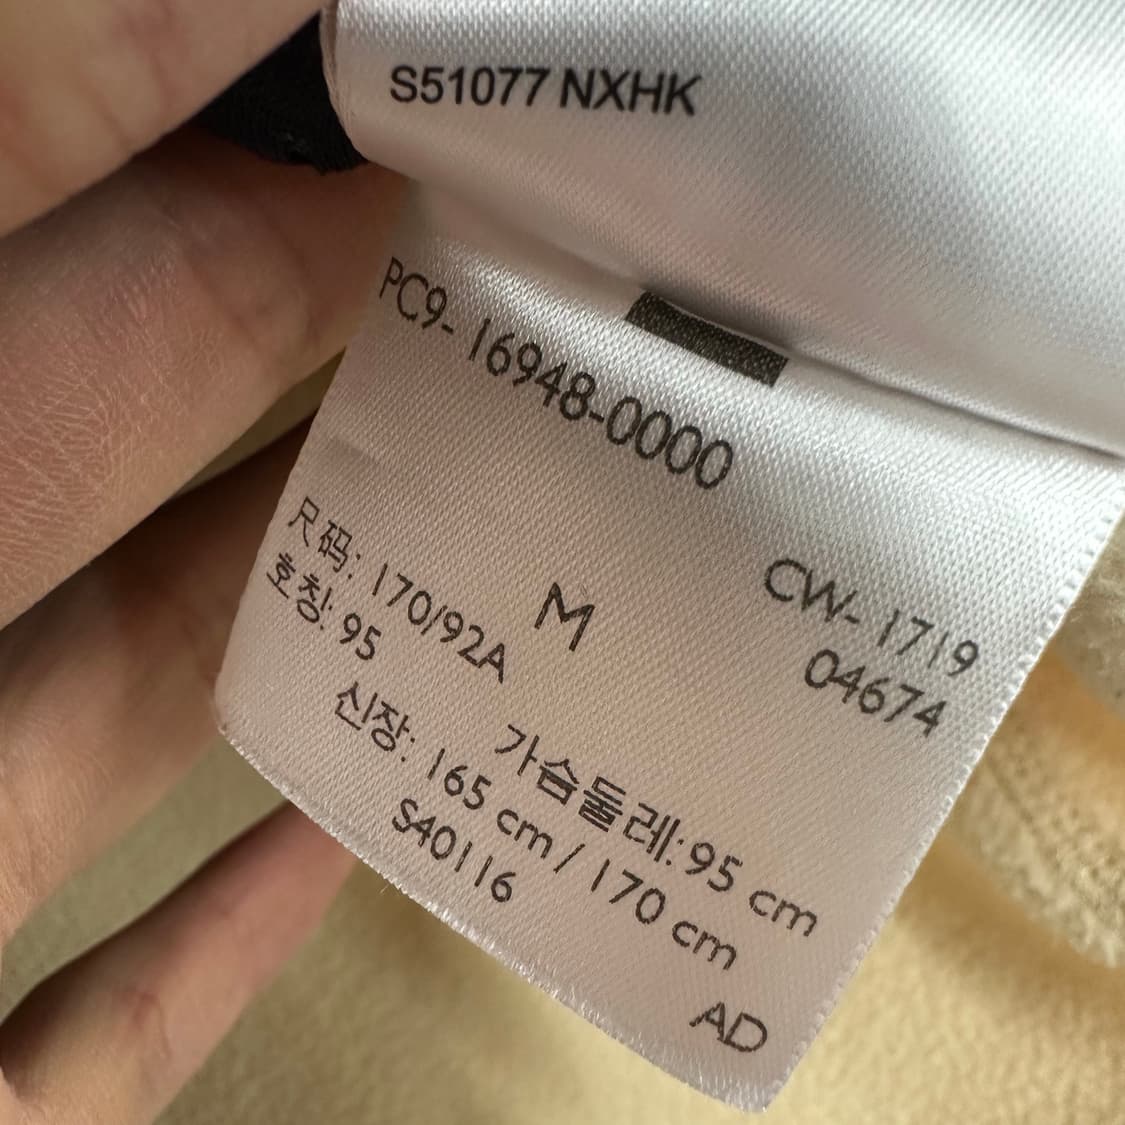 S51077 NXHK
PC9-16948-0000
CW-1719
04674
M
尺码: 170/92A
호칭: 95
가슴둘레: 95 cm
신장: 165 cm / 170 cm
S40116
AD